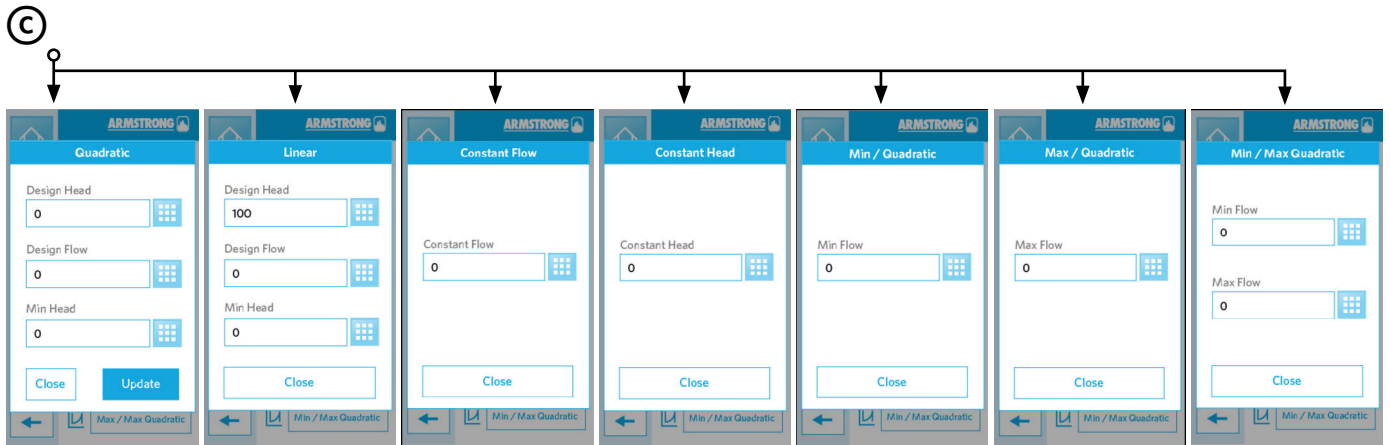 C
ARMSTRONG
Quadratic
Design Head
0
Design Flow
0
Min Head
0
Close
Update
Max / Max Quadratic
ARMSTRONG
Linear
Design Head
100
Design Flow
0
Min Head
0
Close
Min / Max Quadratic
ARMSTRONG
Constant Flow
Constant Flow
0
Close
Min / Max Quadratic
ARMSTRONG
Constant Head
Constant Head
0
Close
Min / Max Quadratic
ARMSTRONG
Min / Quadratic
Min Flow
0
Close
Min / Max Quadratic
ARMSTRONG
Max / Quadratic
Max Flow
0
Close
Min / Max Quadratic
ARMSTRONG
Min / Max Quadratic
Min Flow
0
Max Flow
0
Close
Min / Max Quadratic